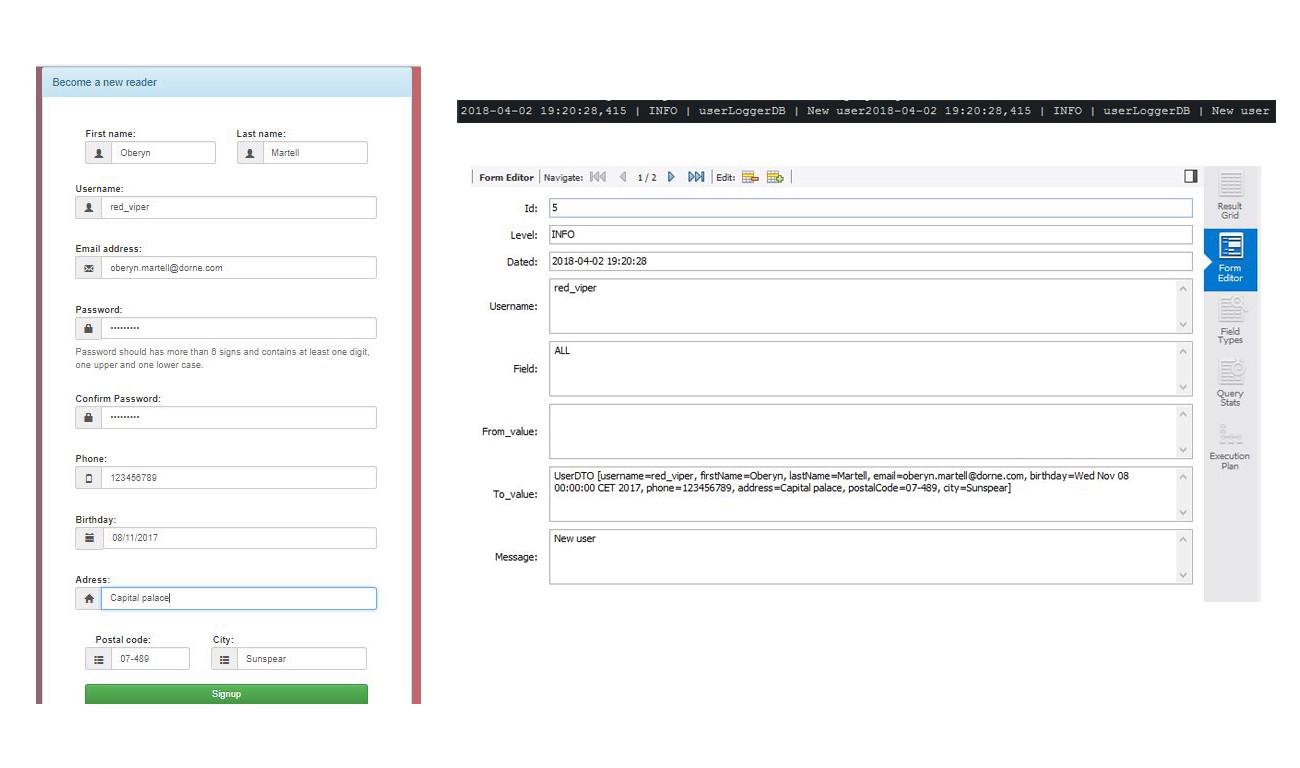 Become a new reader
First name: Last name:
Oberyn Martell
Username:
red_viper
Email address:
oberyn.martell@dorne.com
Password:
·········
Password should has more than 6 signs and contains at least one digit,
one upper and one lower case.
Confirm Password:
·········
Phone:
123456789
Birthday:
08/11/2017
Adress:
Capital palace
Postal code: City:
07-489 Sunspear
Signup
2018-04-02 19:20:28,415 | INFO | userLoggerDB | New user2018-04-02 19:20:28,415 | INFO | userLoggerDB | New user
Form Editor Navigate: 1 / 2 Edit:
Id: 5
Level: INFO
Dated: 2018-04-02 19:20:28
Username: red_viper
Field: ALL
From_value:
To_value: UserDTO [username=red_viper, firstName=Oberyn, lastName=Martell, email=oberyn.martell@dorne.com, birthday=Wed Nov 08
00:00:00 CET 2017, phone=123456789, address=Capital palace, postalCode=07-489, city=Sunspear]
Message: New user
Result
Grid
Form
Editor
Field
Types
Query
Stats
Execution
Plan